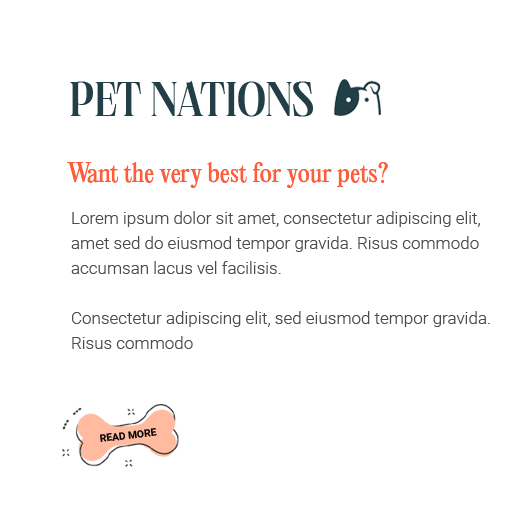 PET NATIONS
Want the very best for your pets?
Lorem ipsum dolor sit amet, consectetur adipiscing elit,
amet sed do eiusmod tempor gravida. Risus commodo
accumsan lacus vel facilisis.
Consectetur adipiscing elit, sed eiusmod tempor gravida.
Risus commodo
READ MORE